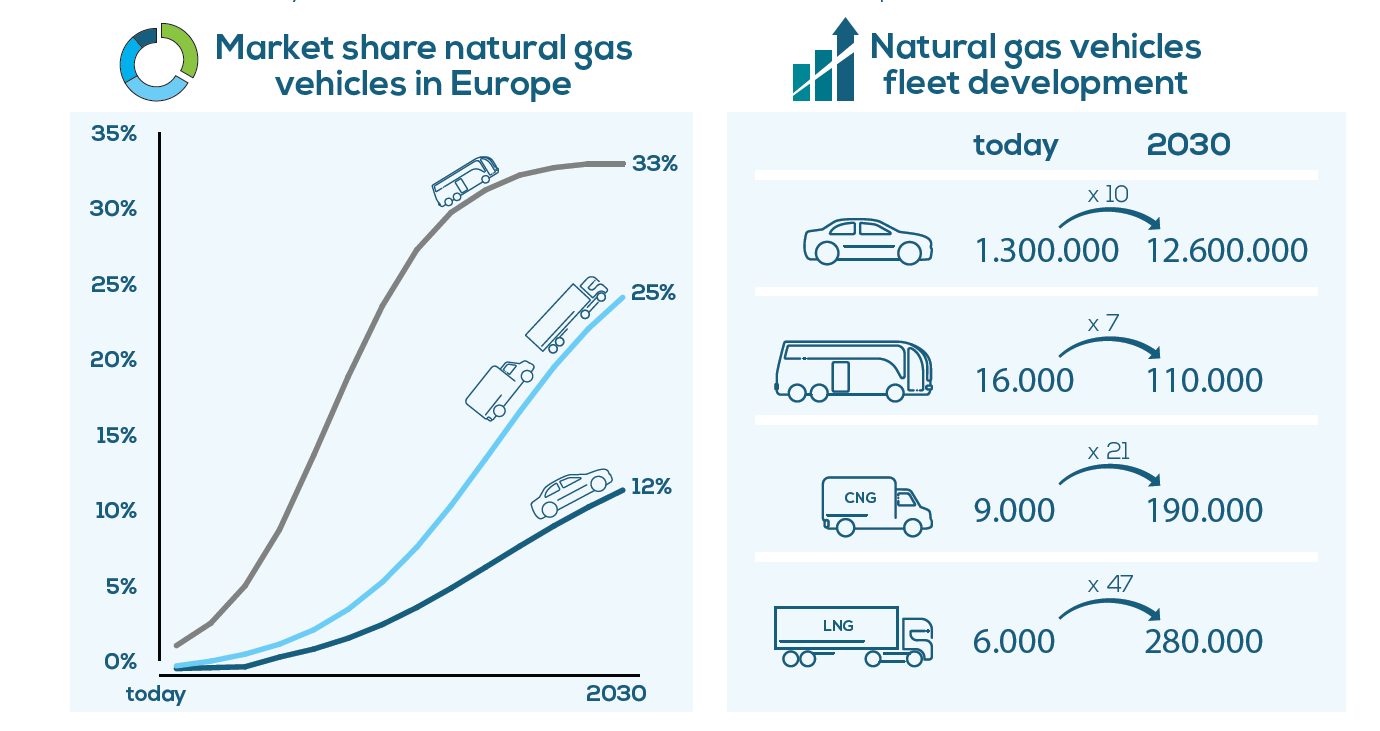 Market share natural gas
vehicles in Europe
35%
30%
25%
20%
15%
10%
5%
0%
33%
25%
12%
today
2030
Natural gas vehicles
fleet development
today 2030
x 10
1.300.000 12.600.000
x 7
16.000 110.000
x 21
CNG
9.000 190.000
x 47
LNG
6.000 280.000